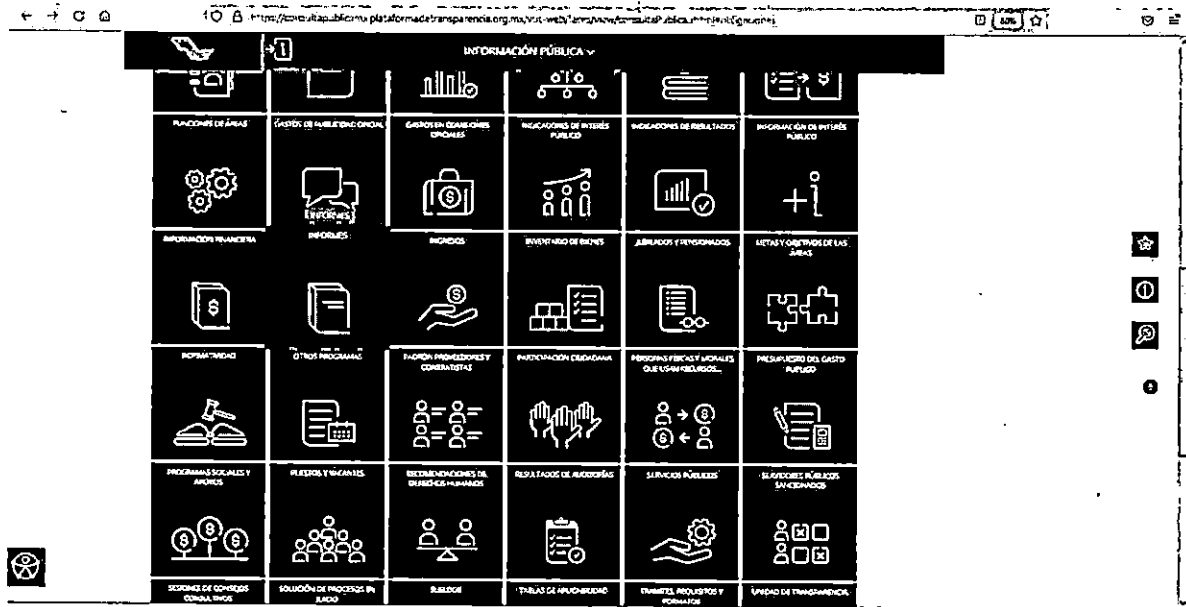 INFORMACIÓN PÚBLICA
FUNCIONES DE ÁREAS
GASTOS DE PUBLICIDAD OFICIAL
GASTOS EN COMISIONES
OFICIALES
INDICADORES DE INTERÉS
PÚBLICO
INDICADORES DE RESULTADOS
INFORMACIÓN DE INTERÉS
PÚBLICO
INFORMES
INFORMACIÓN FINANCIERA
INFORMES
INGRESOS
INVENTARIO DE BIENES
JUBILADOS Y PENSIONADOS
METAS Y OBJETIVOS DE LAS
ÁREAS
NORMATIVIDAD
OTROS PROGRAMAS
PADRÓN PROVEEDORES Y
CONTRATISTAS
PARTICIPACIÓN CIUDADANA
PERSONAS FÍSICAS Y MORALES
QUE USAN RECURSOS...
PRESUPUESTO DEL GASTO
PÚBLICO
PROGRAMAS SOCIALES Y
APOYOS
PUESTOS Y VACANTES
RECOMENDACIONES DE
DERECHOS HUMANOS
RESULTADOS DE AUDITORÍAS
SERVICIOS PÚBLICOS
SERVIDORES PÚBLICOS
SANCIONADOS
SESIONES DE CONSEJOS
CONSULTIVOS
SOLUCIÓN DE PROCESOS EN
JUICIO
SUELDOS
TABLAS DE APLICABILIDAD
TRÁMITES, REQUISITOS Y
FORMATOS
UNIDAD DE TRANSPARENCIA